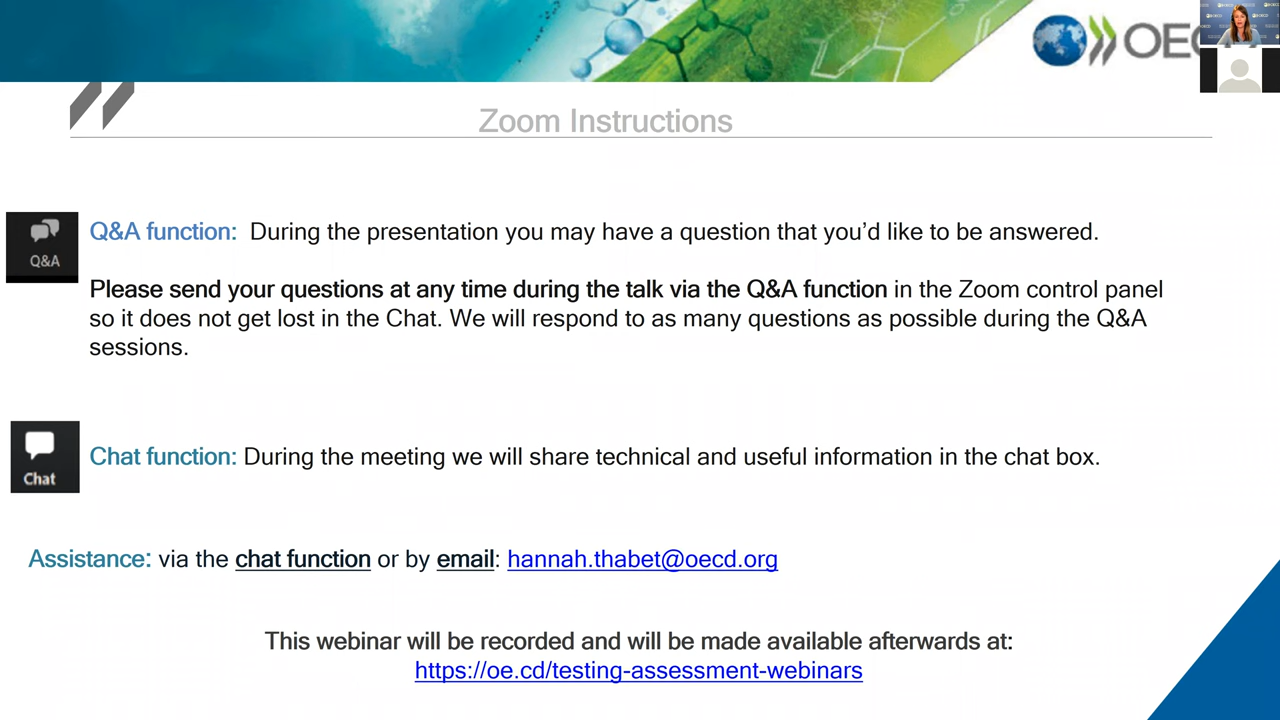 OEC
Zoom Instructions
Q&A
Q&A function: During the presentation you may have a question that you’d like to be answered.
Please send your questions at any time during the talk via the Q&A function in the Zoom control panel
so it does not get lost in the Chat. We will respond to as many questions as possible during the Q&A
sessions.
Chat
Chat function: During the meeting we will share technical and useful information in the chat box.
Assistance: via the chat function or by email: hannah.thabet@oecd.org
This webinar will be recorded and will be made available afterwards at:
https://oe.cd/testing-assessment-webinars